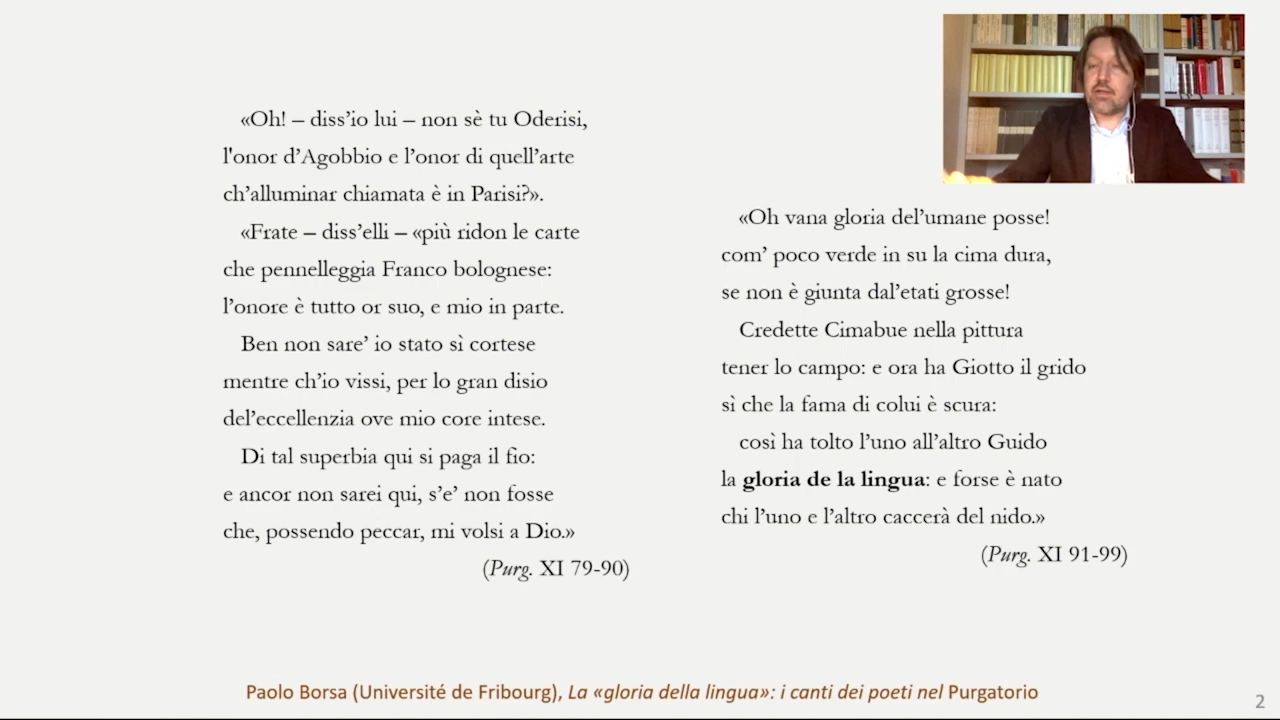 «Oh! – diss’io lui – non sè tu Oderisi,
l'onor d’Agobbio e l’onor di quell’arte
ch’alluminar chiamata è in Parisi?».
«Frate – diss’elli – «più ridon le carte
che pennelleggia Franco bolognese:
l’onore è tutto or suo, e mio in parte.
Ben non sare’ io stato sì cortese
mentre ch’io vissi, per lo gran disio
del’eccellenzia ove mio core intese.
Di tal superbia qui si paga il fio:
e ancor non sarei qui, s’e’ non fosse
che, possendo peccar, mi volsi a Dio.»
(Purg. XI 79-90)
«Oh vana gloria del’umane posse!
com’ poco verde in su la cima dura,
se non è giunta dal’etati grosse!
Credette Cimabue nella pittura
tener lo campo: e ora ha Giotto il grido
sì che la fama di colui è scura:
così ha tolto l’uno all’altro Guido
la gloria de la lingua: e forse è nato
chi l’uno e l’altro caccerà del nido.»
(Purg. XI 91-99)
Paolo Borsa (Université de Fribourg), La «gloria della lingua»: i canti dei poeti nel Purgatorio
2